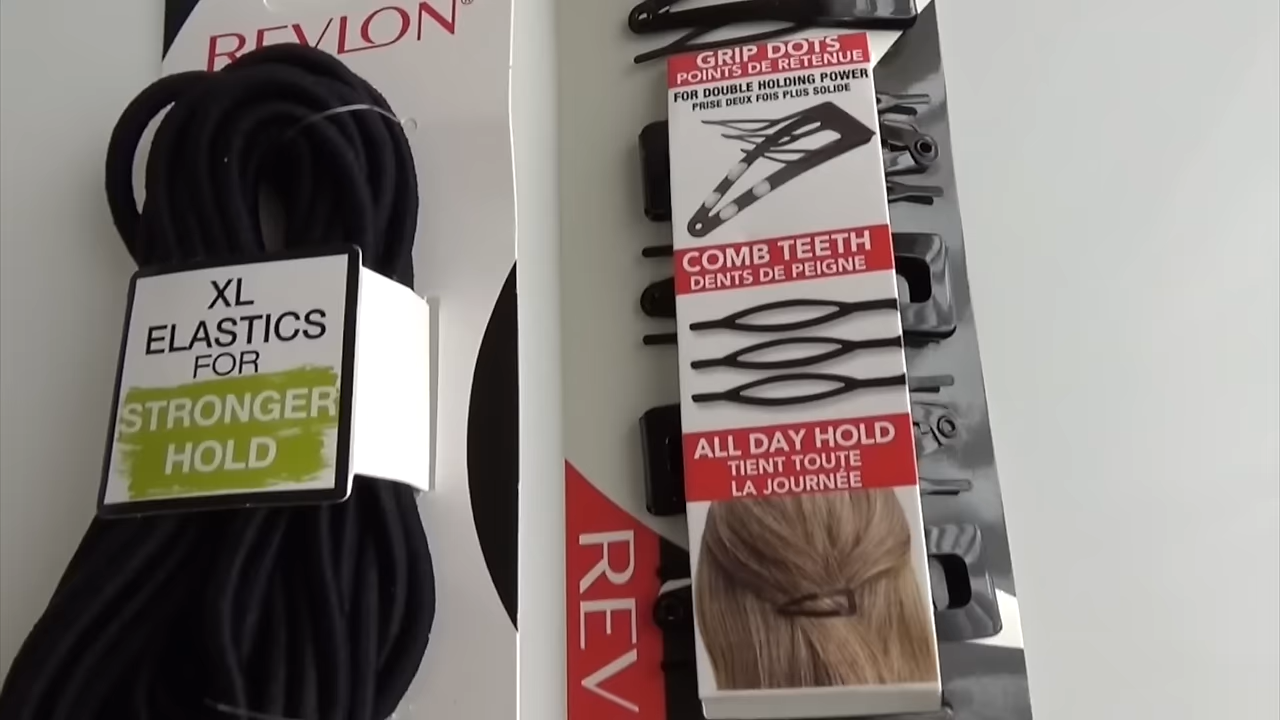 REVLON®
XL
ELASTICS
FOR
STRONGER
HOLD
GRIP DOTS
POINTS DE RETENUE
FOR DOUBLE HOLDING POWER
PRISE DEUX FOIS PLUS SOLIDE
COMB TEETH
DENTS DE PEIGNE
ALL DAY HOLD
TIENT TOUTE
LA JOURNÉE
REV